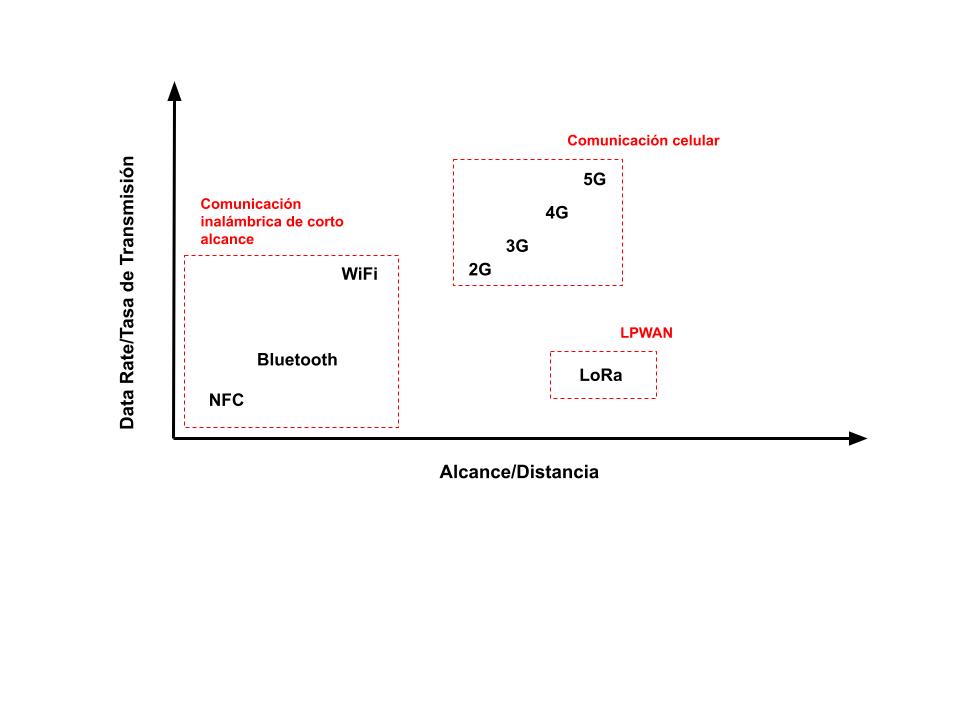 Comunicación celular
5G
4G
3G
2G
Comunicación
inalámbrica de corto
alcance
WiFi
Bluetooth
NFC
LPWAN
LoRa
Data Rate/Tasa de Transmisión
Alcance/Distancia